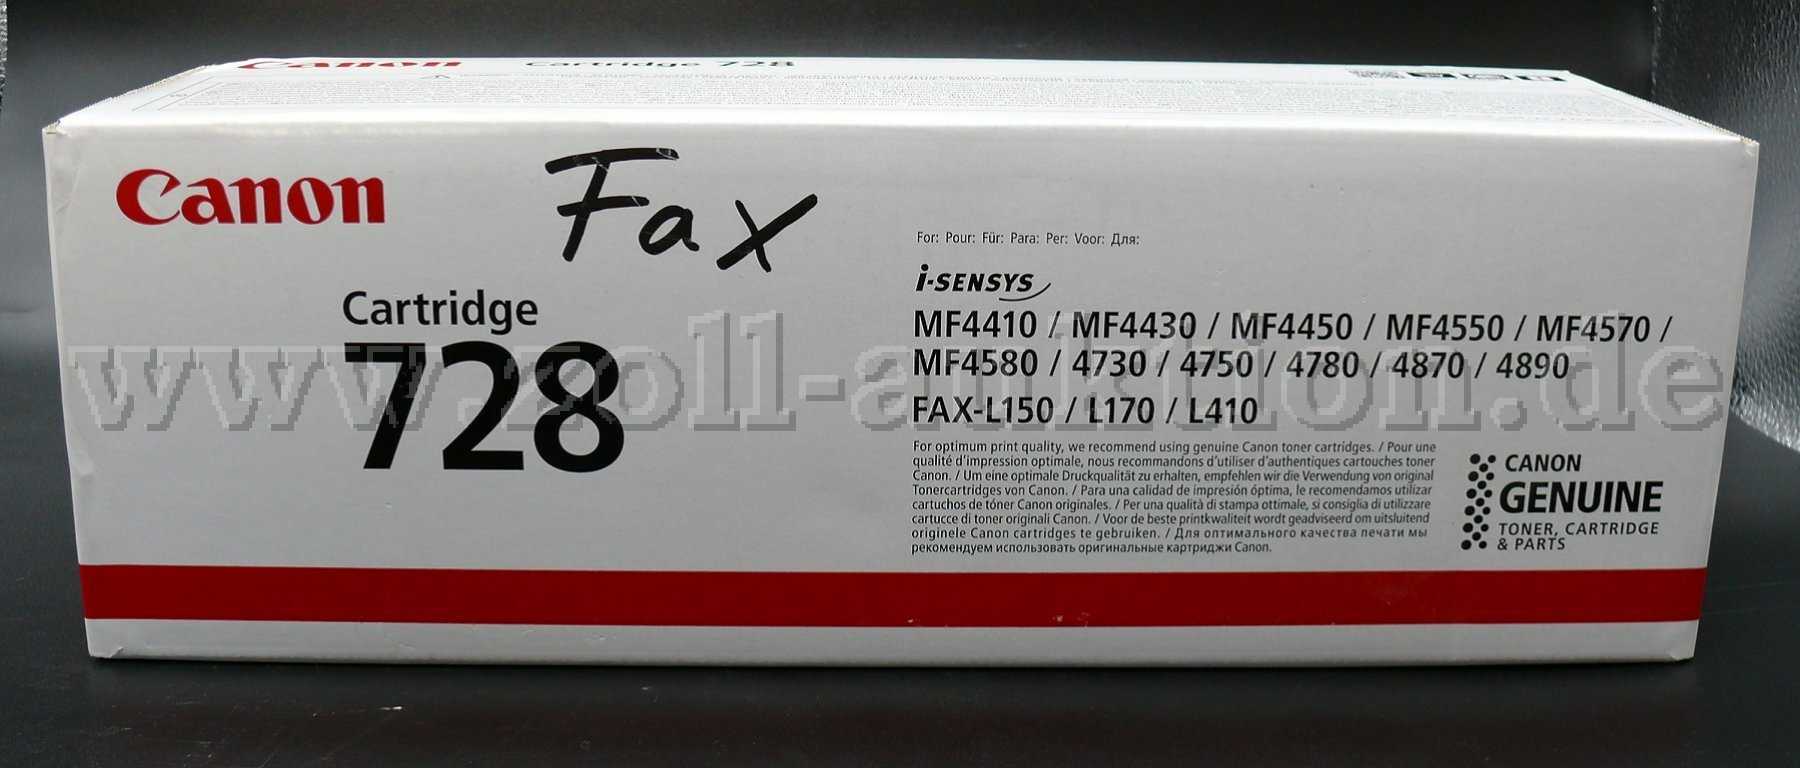 Canon Cartridge 728
Canon
Fax
Cartridge
728
For: Pour: Für: Para: Per: Voor: Для:
i-SENSYS
MF4410 / MF4430 / MF4450 / MF4550 / MF4570 /
MF4580 / 4730 / 4750 / 4780 / 4870 / 4890
FAX-L150 / L170 / L410
For optimum print quality, we recommend using genuine Canon toner cartridges. / Pour une
qualité d'impression optimale, nous recommandons d'utiliser d'authentiques cartouches toner
Canon. / Um eine optimale Druckqualität zu erhalten, empfehlen wir die Verwendung von original
Tonercartridges von Canon. / Para una calidad de impresión óptima, le recomendamos utilizar
cartuchos de tóner Canon originales. / Per una qualità di stampa ottimale, si consiglia di utilizzare
cartucce di toner originali Canon. / Voor de beste printkwaliteit wordt geadviseerd om uitsluitend
originele Canon cartridges te gebruiken. / Для оптимального качества печати мы
рекомендуем использовать оригинальные картриджи Canon.
CANON
GENUINE
TONER, CARTRIDGE
& PARTS
www.zoll-auktion.de